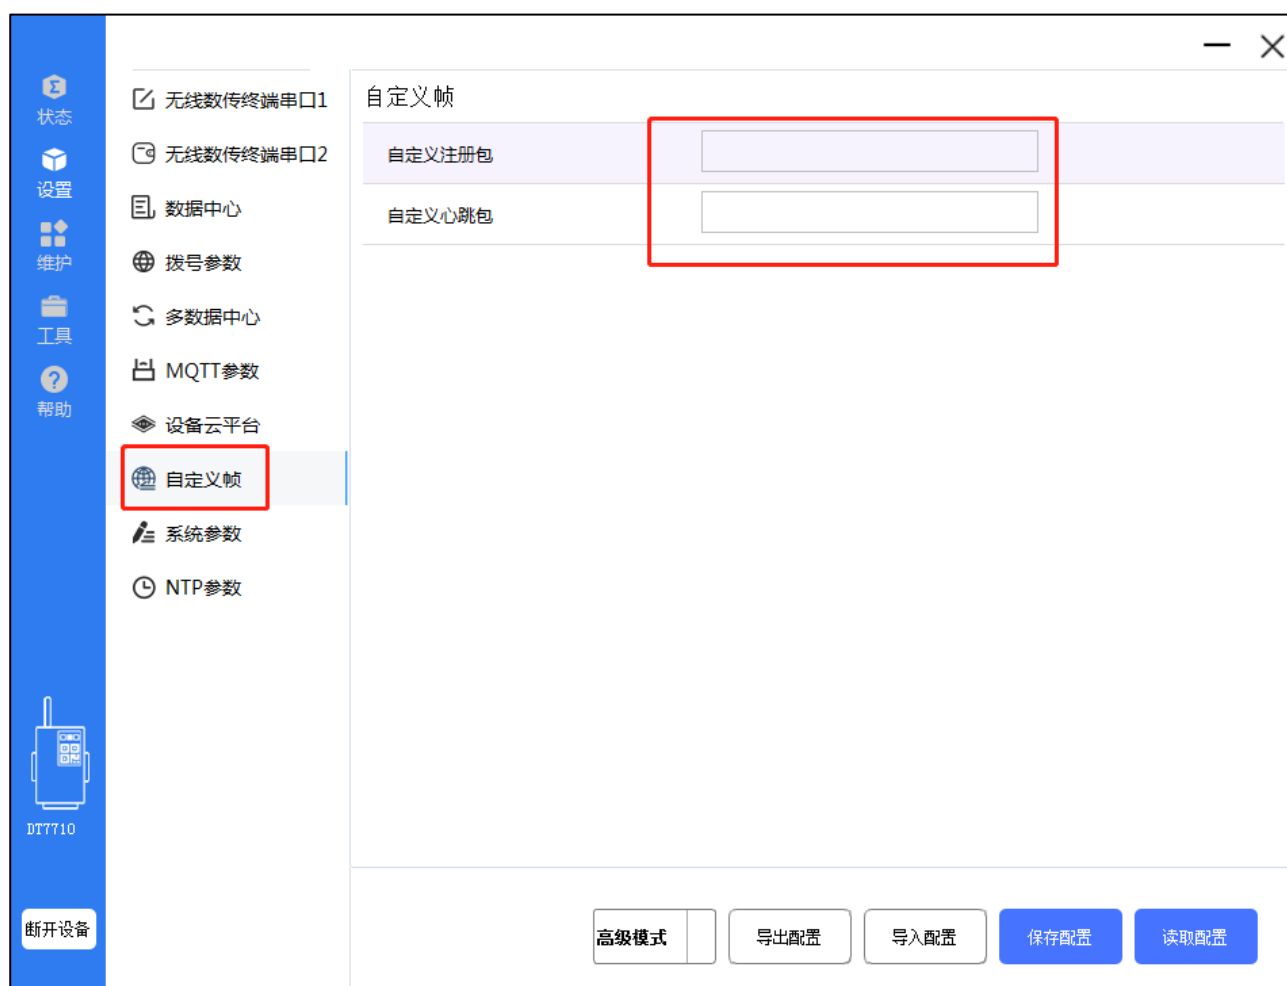 状态
设置
维护
工具
帮助
DT7710
断开设备
无线数传终端串口1
无线数传终端串口2
数据中心
拨号参数
多数据中心
MQTT参数
设备云平台
自定义帧
系统参数
NTP参数
自定义帧
自定义注册包
自定义心跳包
高级模式
导出配置
导入配置
保存配置
读取配置